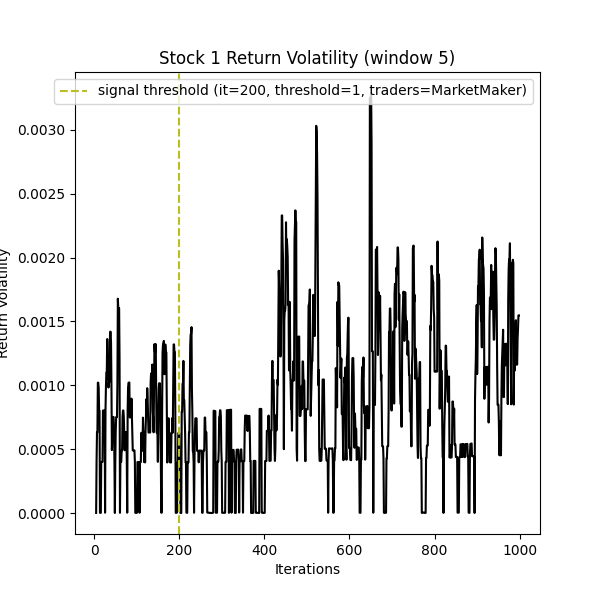 Stock 1 Return Volatility (window 5)
signal threshold (it=200, threshold=1, traders=MarketMaker)
Return Volatility
0.0030
0.0025
0.0020
0.0015
0.0010
0.0005
0.0000
0 200 400 600 800 1000
Iterations